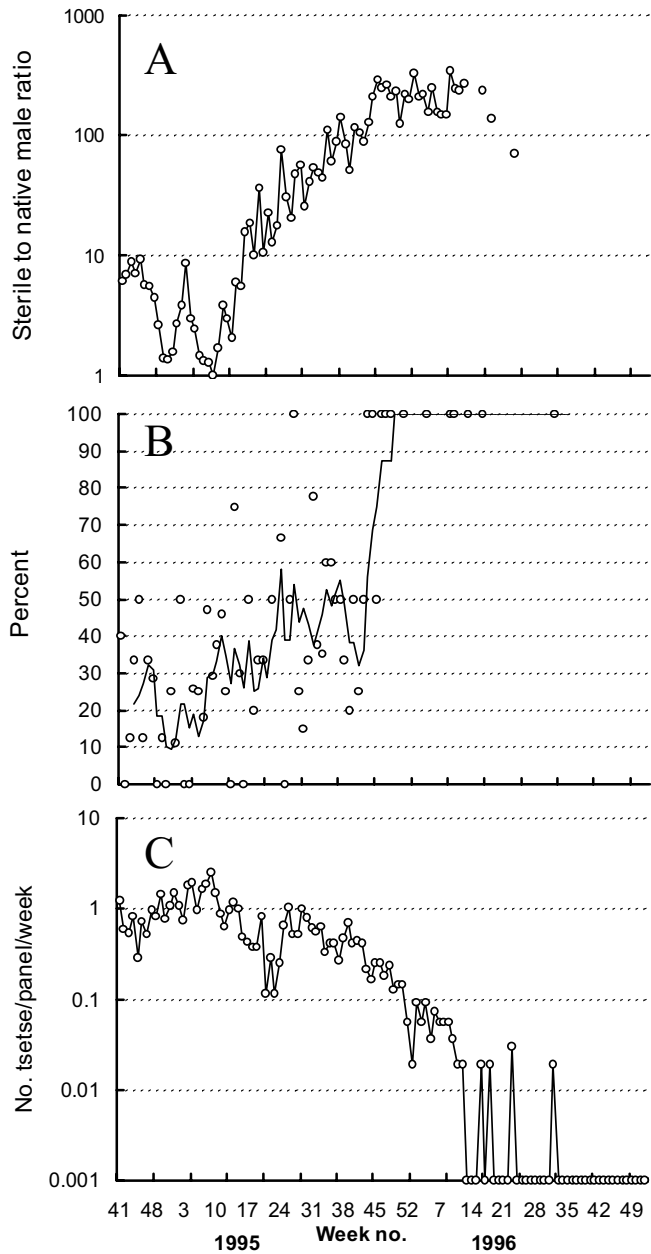 1000
A
100
10
1
Sterile to native male ratio
100
B
90
80
70
60
50
40
30
20
10
0
Percent
10
C
1
0.1
0.01
0.001
No. tsetse/panel/week
41 48 3 10 17 24 31 38 45 52 7 14 21 28 35 42 49
1995 Week no. 1996